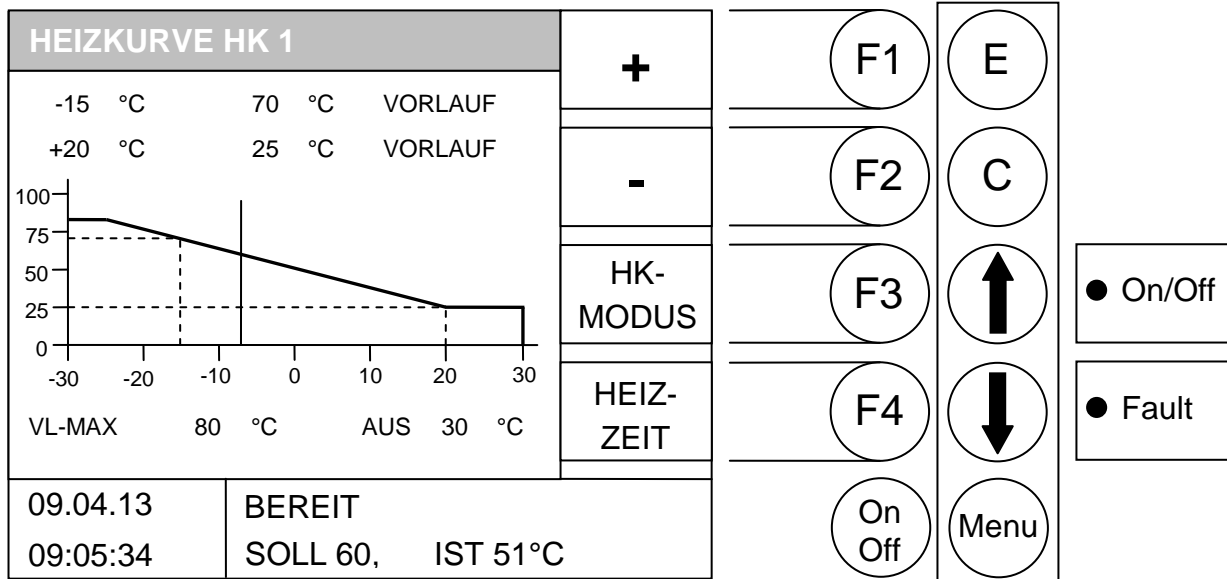 HEIZKURVE HK 1
-15 °C 70 °C VORLAUF
+20 °C 25 °C VORLAUF
100
75
50
25
0
-30 -20 -10 0 10 20 30
VL-MAX 80 °C AUS 30 °C
+
-
HK-
MODUS
HEIZ-
ZEIT
09.04.13
09:05:34
BEREIT
SOLL 60, IST 51°C
F1
F2
F3
F4
On
Off
E
C
Menu
On/Off
Fault